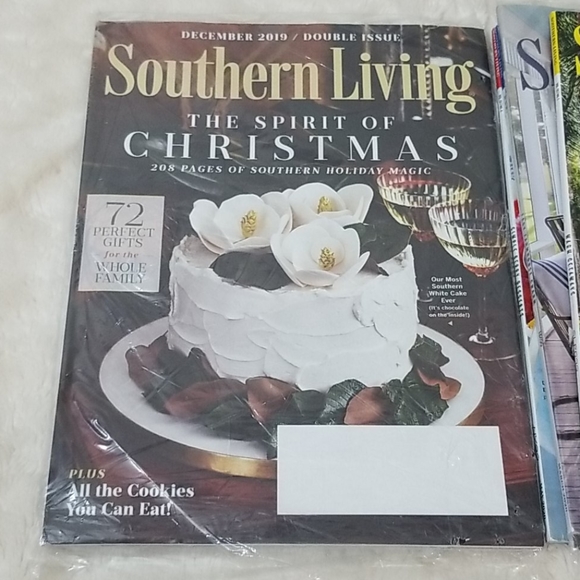 DECEMBER 2019 / DOUBLE ISSUE
Southern Living
THE SPIRIT OF
CHRISTMAS
208 PAGES OF SOUTHERN HOLIDAY MAGIC
72
PERFECT
GIFTS
for the
WHOLE
FAMILY
Our Most
Southern
White Cake
Ever
(It's chocolate
on the inside!)
PLUS
All the Cookies
You Can Eat!
S
S